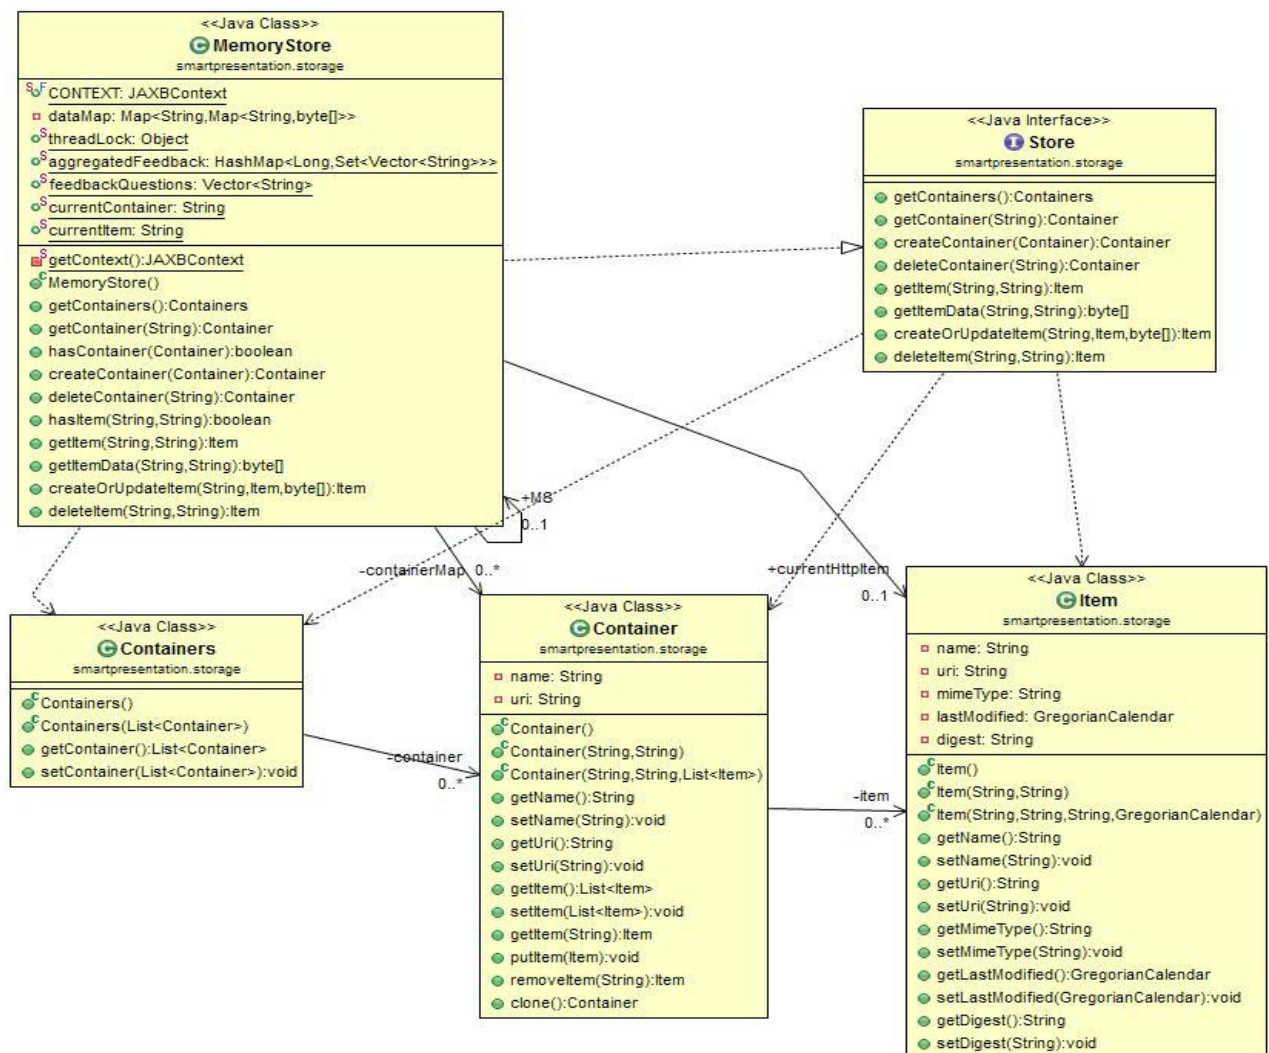 <<Java Class>>
MemoryStore
smartpresentation.storage
CONTEXT: JAXBContext
dataMap: Map<String,Map<String,byte[]>>
threadLock: Object
aggregatedFeedback: HashMap<Long,Set<Vector<String>>>
feedbackQuestions: Vector<String>
currentContainer: String
currentItem: String
getContext():JAXBContext
MemoryStore()
getContainers():Containers
getContainer(String):Container
hasContainer(Container):boolean
createContainer(Container):Container
deleteContainer(String):Container
hasItem(String,String):boolean
getItem(String,String):Item
getItemData(String,String):byte[]
createOrUpdateItem(String,Item,byte[]):Item
deleteItem(String,String):Item
<<Java Interface>>
Store
smartpresentation.storage
getContainers():Containers
getContainer(String):Container
createContainer(Container):Container
deleteContainer(String):Container
getItem(String,String):Item
getItemData(String,String):byte[]
createOrUpdateItem(String,Item,byte[]):Item
deleteItem(String,String):Item
+MS
0..1
-containerMap 0..*
+currentHttpItem
0..1
<<Java Class>>
Containers
smartpresentation.storage
Containers()
Containers(List<Container>)
getContainer():List<Container>
setContainer(List<Container>):void
-container
0..*
<<Java Class>>
Container
smartpresentation.storage
name: String
uri: String
Container()
Container(String,String)
Container(String,String,List<Item>)
getName():String
setName(String):void
getUri():String
setUri(String):void
getItem():List<Item>
setItem(List<Item>):void
getItem(String):Item
putItem(Item):void
removeItem(String):Item
clone():Container
-item
0..*
<<Java Class>>
Item
smartpresentation.storage
name: String
uri: String
mimeType: String
lastModified: GregorianCalendar
digest: String
Item()
Item(String,String)
Item(String,String,String,GregorianCalendar)
getName():String
setName(String):void
getUri():String
setUri(String):void
getMimeType():String
setMimeType(String):void
getLastModified():GregorianCalendar
setLastModified(GregorianCalendar):void
getDigest():String
setDigest(String):void